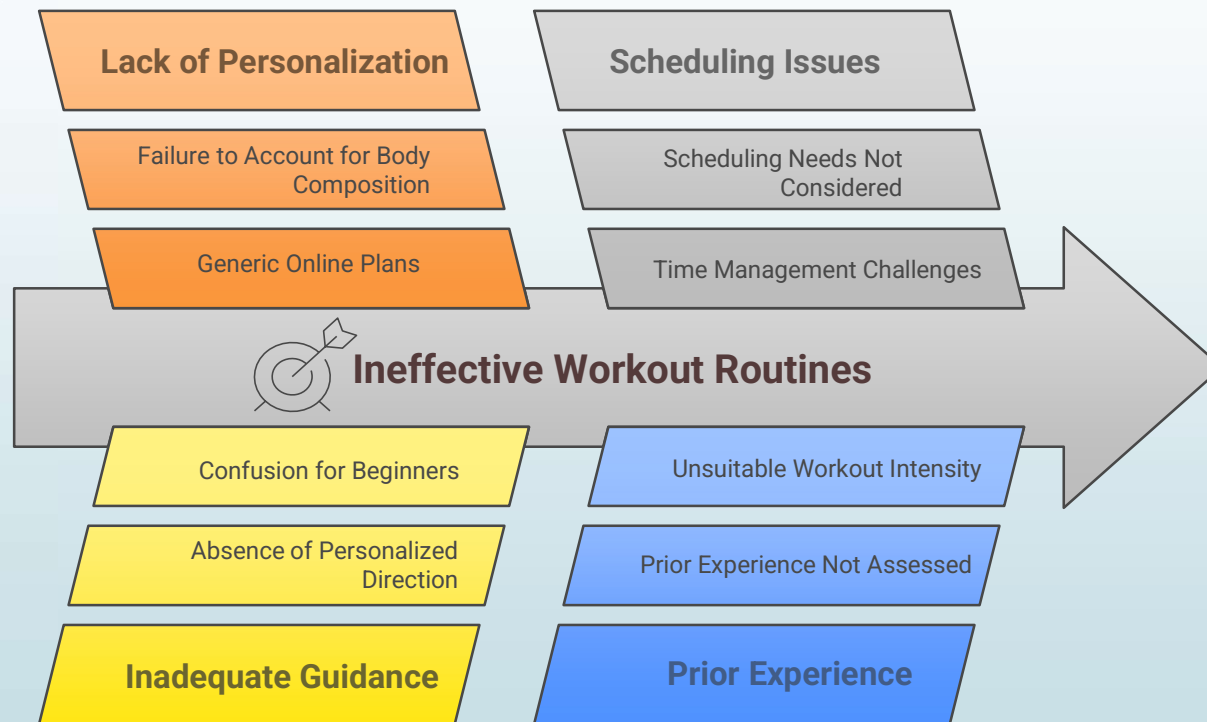 Lack of Personalization
Scheduling Issues
Failure to Account for Body
Composition
Scheduling Needs Not
Considered
Generic Online Plans
Time Management Challenges
Ineffective Workout Routines
Confusion for Beginners
Unsuitable Workout Intensity
Absence of Personalized
Direction
Prior Experience Not Assessed
Inadequate Guidance
Prior Experience